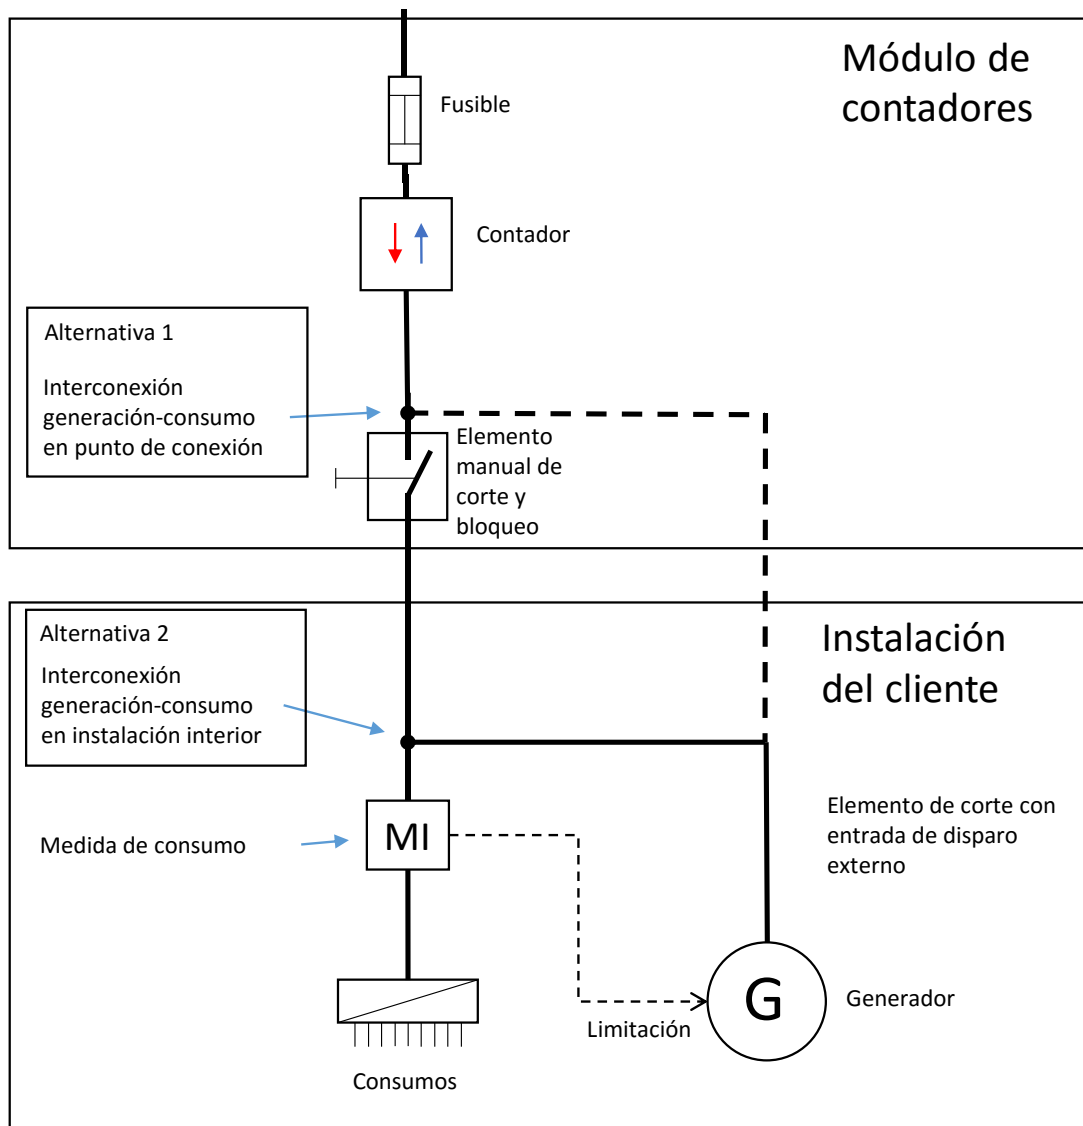 Módulo de
contadores
Fusible
Contador
Alternativa 1
Interconexión
generación-consumo
en punto de conexión
Elemento
manual de
corte y
bloqueo
Alternativa 2
Interconexión
generación-consumo
en instalación interior
Instalación
del cliente
Medida de consumo
MI
Elemento de corte con
entrada de disparo
externo
G
Generador
Limitación
Consumos